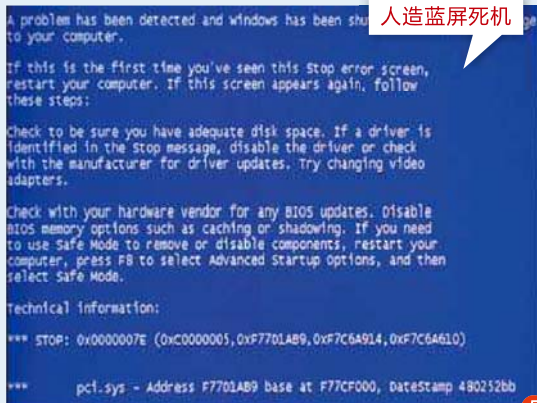 A problem has been detected and windows has been shu
人造蓝屏死机
ge
to your computer.
If this is the first time you've seen this Stop error screen,
restart your computer. If this screen appears again, follow
these steps:
Check to be sure you have adequate disk space. If a driver is
identified in the Stop message, disable the driver or check
with the manufacturer for driver updates. Try changing video
adapters.
Check with your hardware vendor for any BIOS updates. Disable
BIOS memory options such as caching or shadowing. If you need
to use Safe Mode to remove or disable components, restart your
computer, press F8 to select Advanced Startup Options, and then
select Safe Mode.
Technical information:
*** STOP: 0x0000007E (0xC0000005,0xF7701AB9,0xF7C6A914,0xF7C6A610)
*** pci.sys - Address F7701AB9 base at F77CF000, DateStamp 480252bb